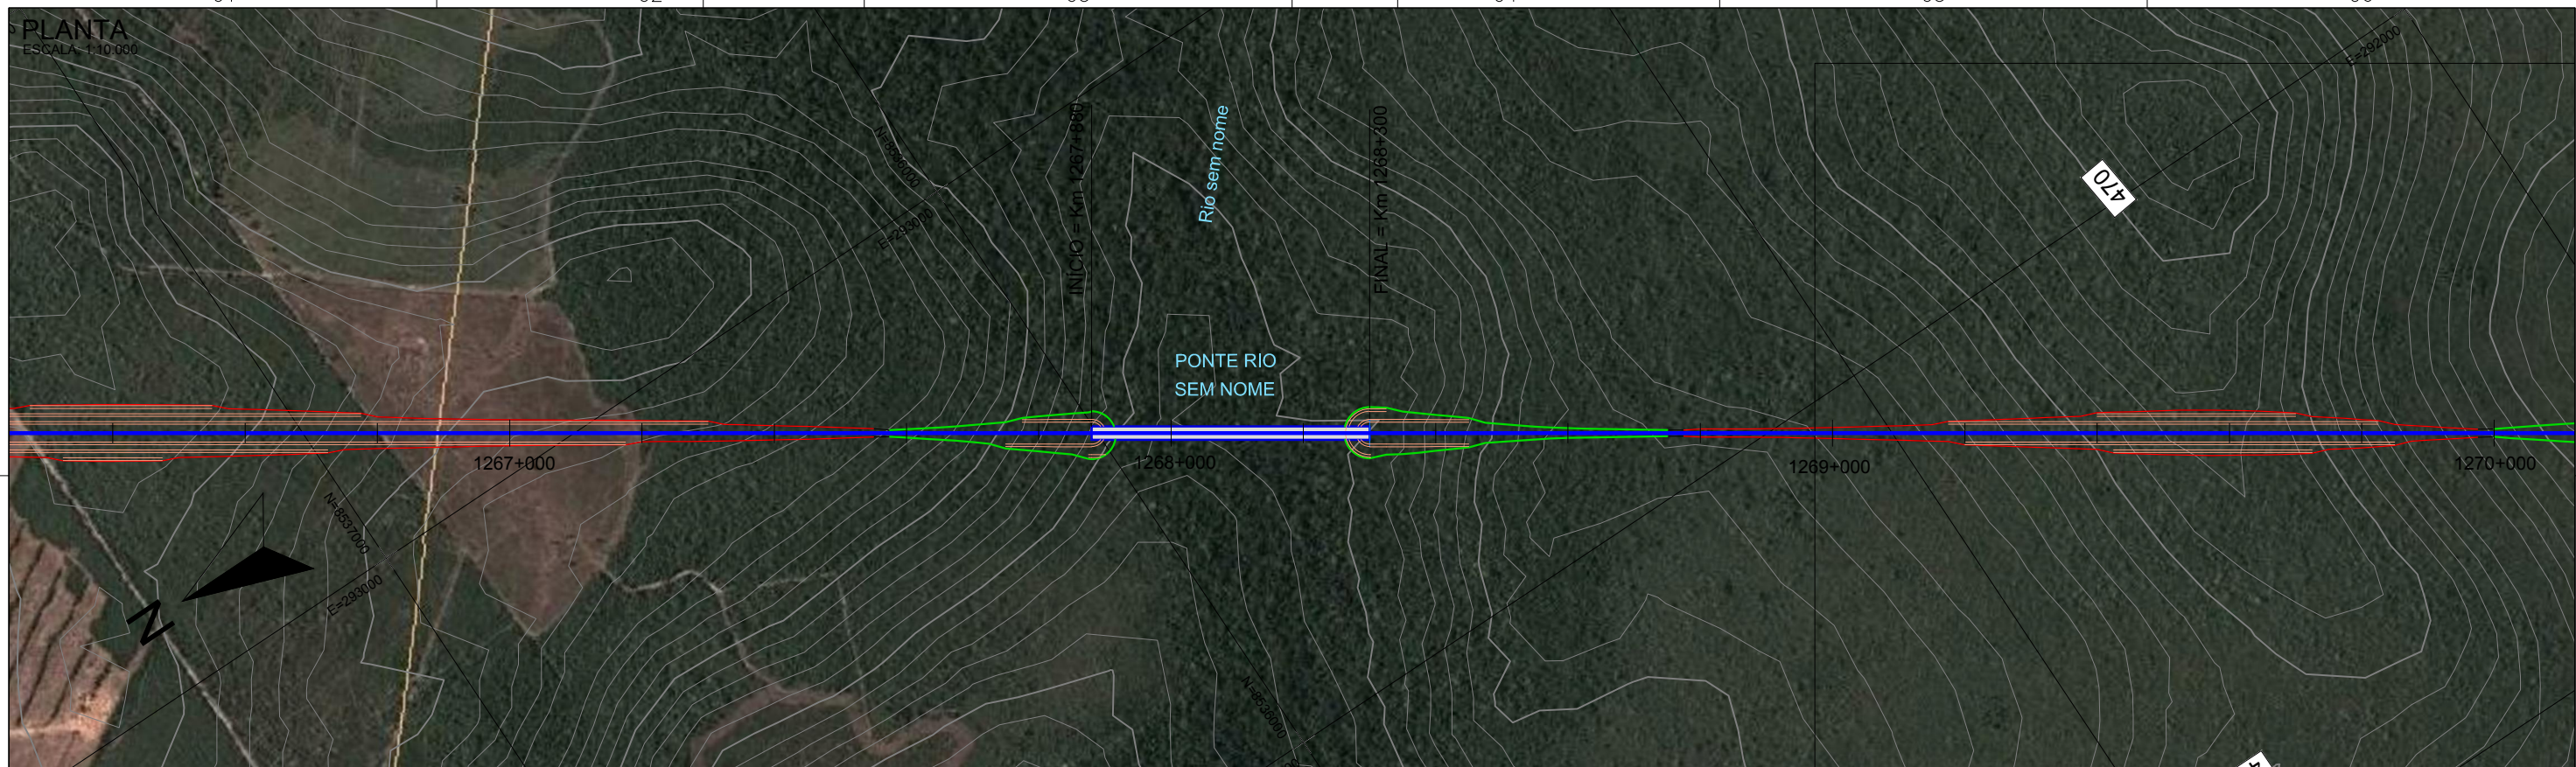 PLANTA
ESCALA: 1:10.000
E=292000
INÍCIO = Km 1267+880
Rio sem nome
FINAL = Km 1268+300
N=8536000
470
E=293000
PONTE RIO
SEM NOME
1267+000
1268+000
1269+000
1270+000
N=8537000
E=293000
N
N=8536000